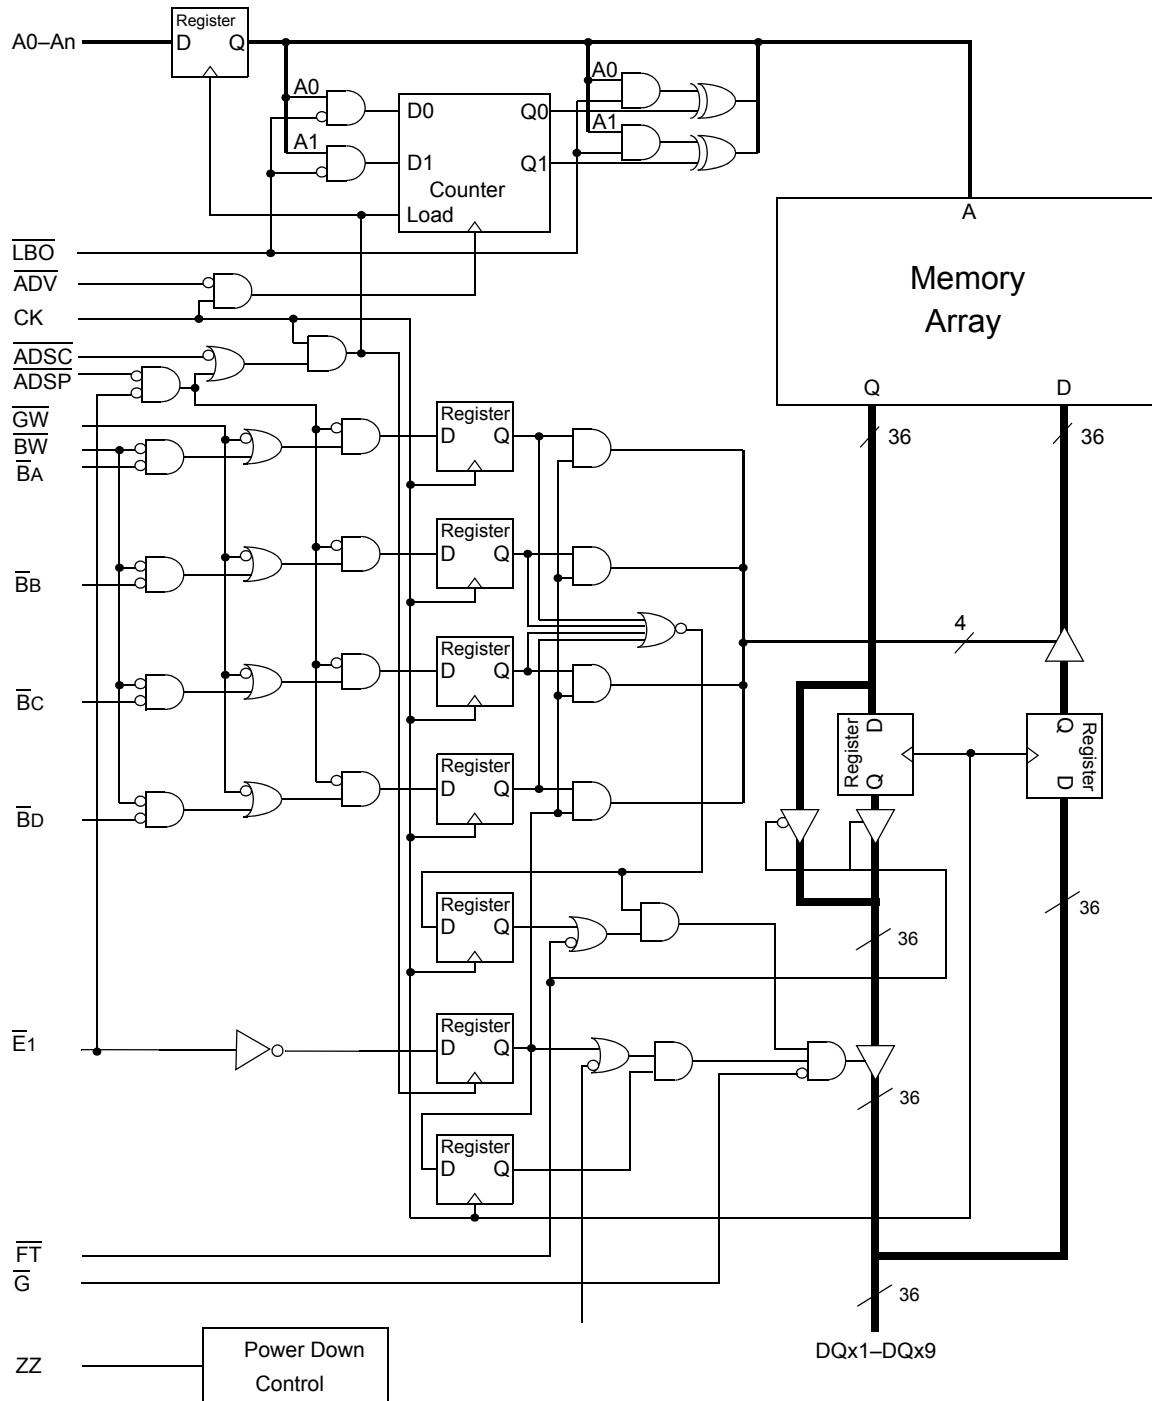 Register
A0–An
D Q
A0
A0
D0
Q0
A1
A1
D1
Q1
Counter
Load
A
LBO
ADV
Memory
Array
CK
ADSC
ADSP
Q
D
GW
Register
BW
D Q
36
36
BA
Register
D Q
BB
4
Register
D Q
BC
Register
D
Q
Q
D
Register
Register
D Q
BD
Register
D Q
36
36
Register
E1
D Q
36
Register
D Q
FT
G
36
DQx1–DQx9
ZZ
Power Down
Control